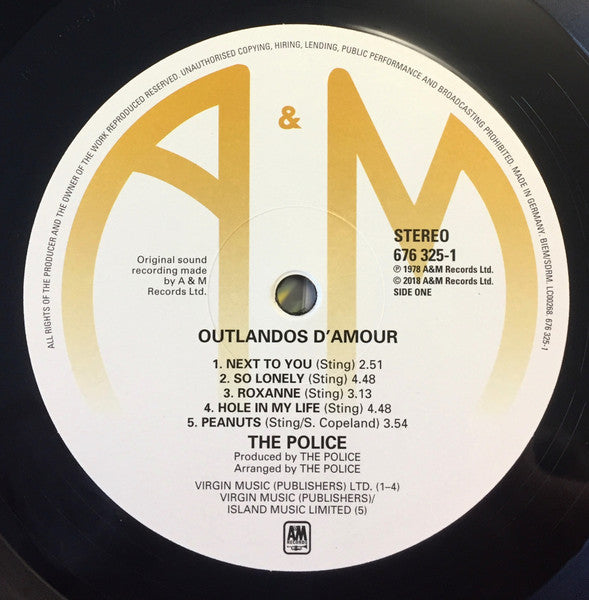 ALL RIGHTS OF THE PRODUCER AND THE OWNER OF THE WORK REPRODUCED RESERVED. UNAUTHORISED COPYING, HIRING, LENDING, PUBLIC PERFORMANCE AND BROADCASTING PROHIBITED. MADE IN GERMANY. BIEM/SDRM. LC00268. 676 325-1
A & M
Original sound
recording made
by A & M
Records Ltd.
STEREO
676 325-1
℗ 1978 A&M Records Ltd.
© 2018 A&M Records Ltd.
SIDE ONE
OUTLANDOS D'AMOUR
1. NEXT TO YOU (Sting) 2.51
2. SO LONELY (Sting) 4.48
3. ROXANNE (Sting) 3.13
4. HOLE IN MY LIFE (Sting) 4.48
5. PEANUTS (Sting/S. Copeland) 3.54
THE POLICE
Produced by THE POLICE
Arranged by THE POLICE
VIRGIN MUSIC (PUBLISHERS) LTD. (1–4)
VIRGIN MUSIC (PUBLISHERS)/
ISLAND MUSIC LIMITED (5)
A&M
RECORDS